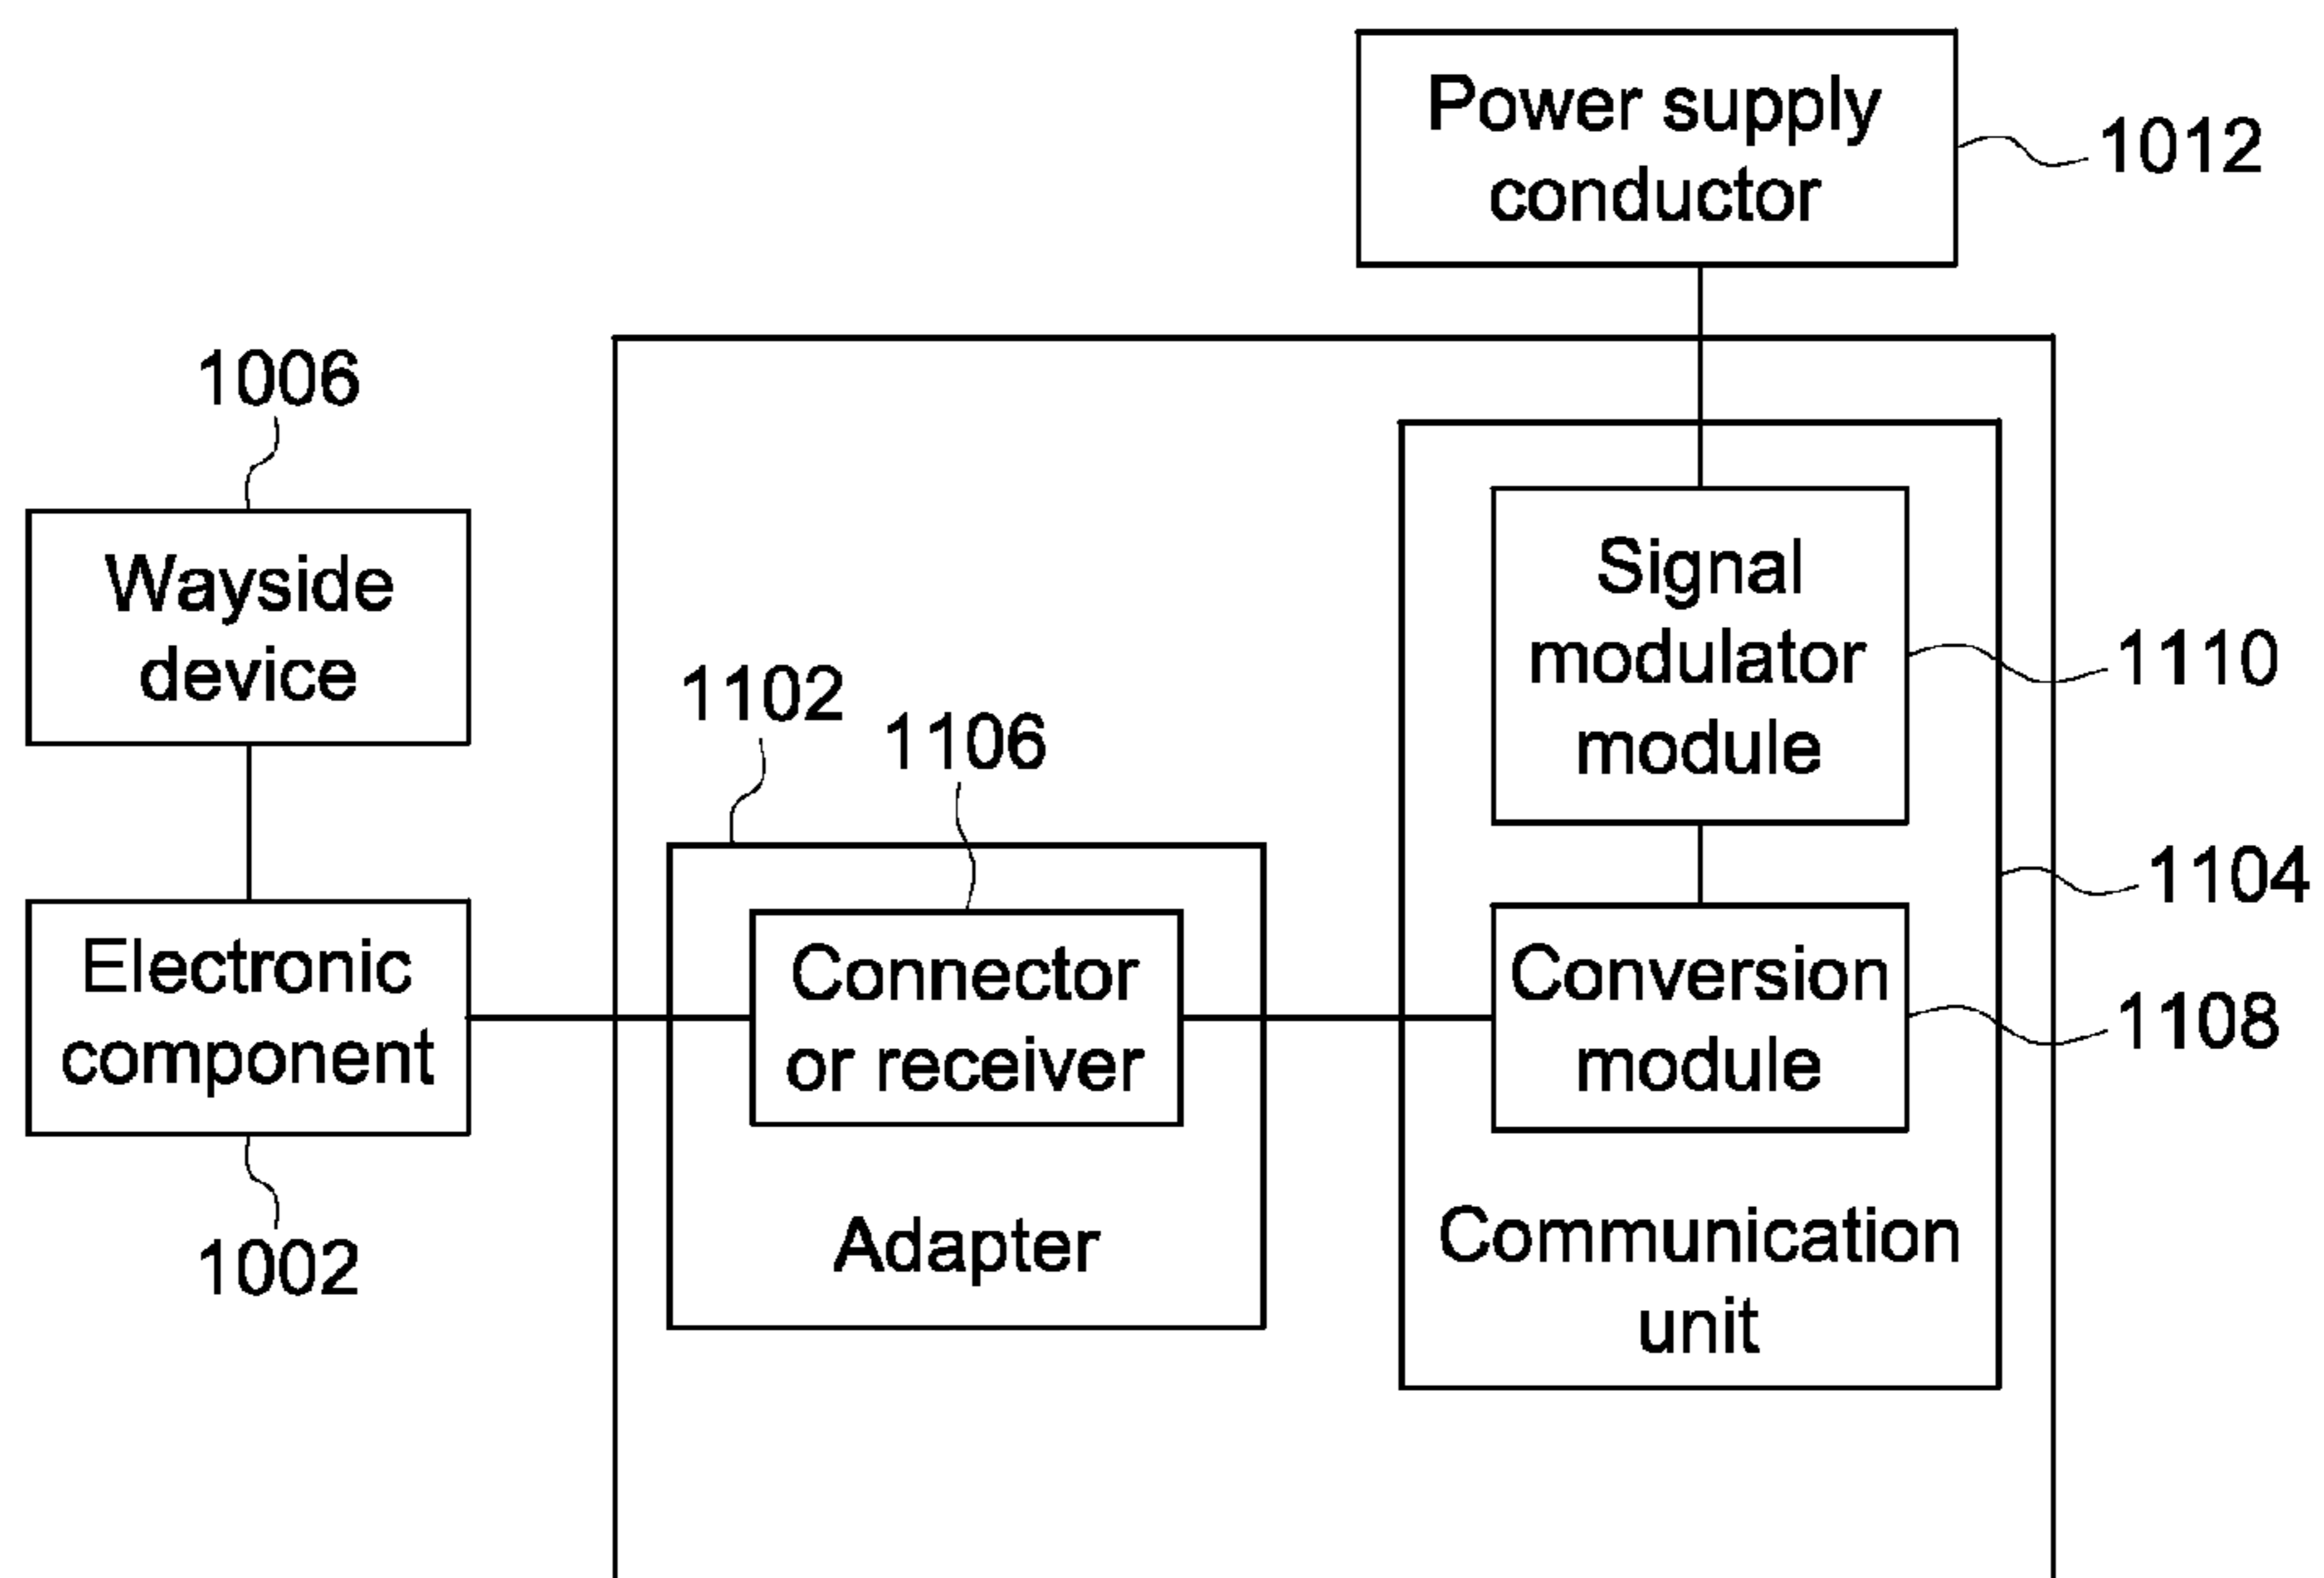 Power supply
conductor
1012
1006
Wayside
device
Signal
modulator
module
1110
1102
1106
1104
Electronic
component
Connector
or receiver
Conversion
module
1108
Adapter
Communication
unit
1002